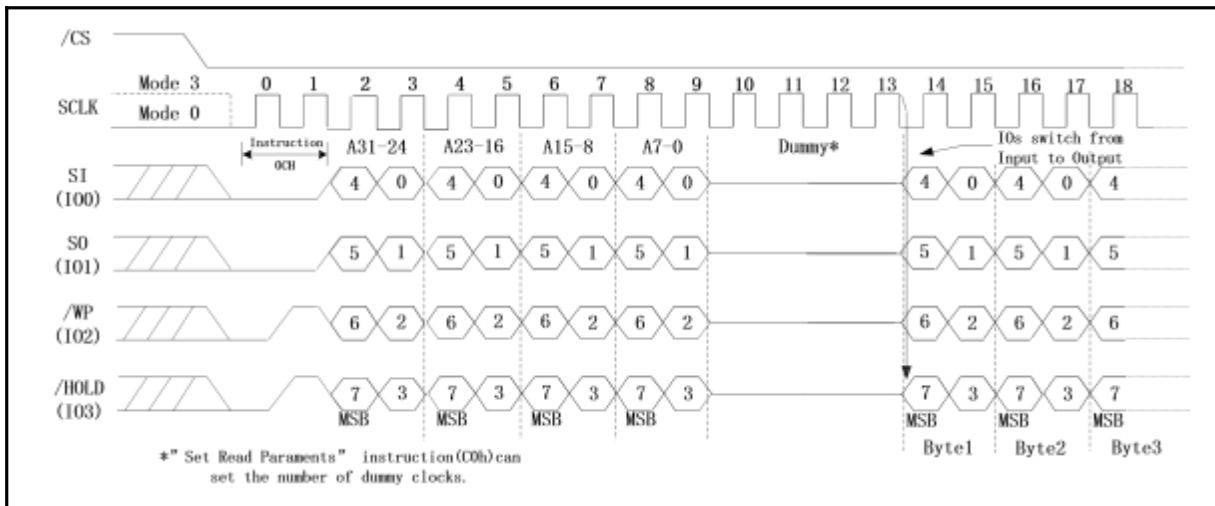 /CS
Mode 3 0 1 2 3 4 5 6 7 8 9 10 11 12 13 14 15 16 17 18
SCLK
Mode 0
Instruction A31-24 A23-16 A15-8 A7-0 Dummy* IOs switch from
0CH Input to Output
SI
(IO0) 4 0 4 0 4 0 4 0 4 0 4 0 4
SO
(IO1) 5 1 5 1 5 1 5 1 5 1 5 1 5
/WP
(IO2) 6 2 6 2 6 2 6 2 6 2 6 2 6
/HOLD
(IO3) 7 3 7 3 7 3 7 3 7 3 7 3 7
MSB MSB MSB MSB MSB MSB MSB
Byte1 Byte2 Byte3
*" Set Read Paraments" instruction(C0h)can
set the number of dummy clocks.